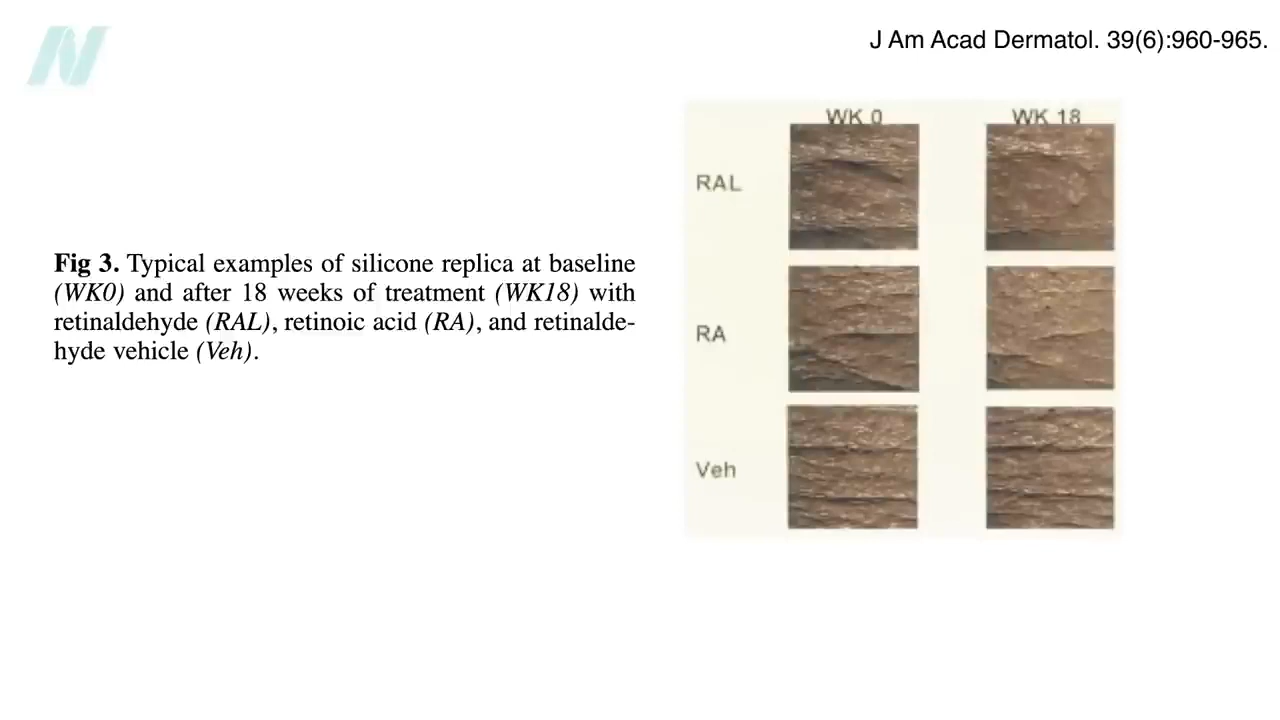 J Am Acad Dermatol. 39(6):960-965.
WK 0 WK 18
RAL
Fig 3. Typical examples of silicone replica at baseline
(WK0) and after 18 weeks of treatment (WK18) with
retinaldehyde (RAL), retinoic acid (RA), and retinalde-
hyde vehicle (Veh).
RA
Veh